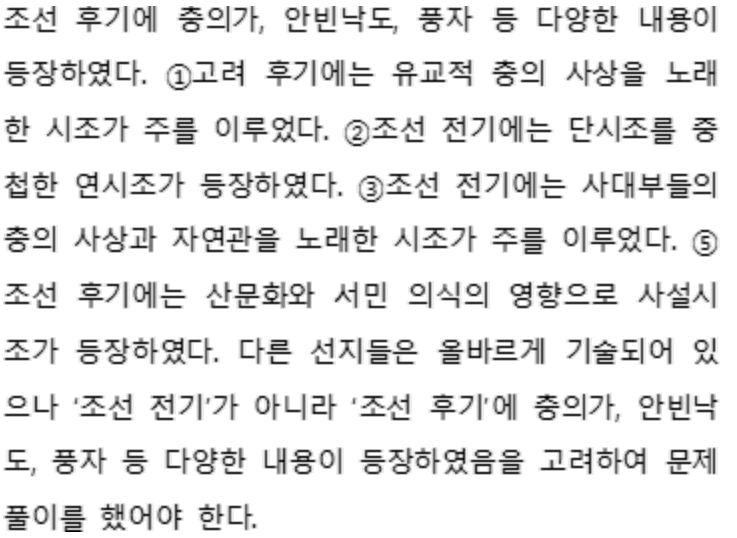 조선 후기에 충의가, 안빈낙도, 풍자 등 다양한 내용이
등장하였다. ①고려 후기에는 유교적 충의 사상을 노래
한 시조가 주를 이루었다. ②조선 전기에는 단시조를 중
첩한 연시조가 등장하였다. ③조선 전기에는 사대부들의
충의 사상과 자연관을 노래한 시조가 주를 이루었다. ⑤
조선 후기에는 산문화와 서민 의식의 영향으로 사설시
조가 등장하였다. 다른 선지들은 올바르게 기술되어 있
으나 ‘조선 전기’가 아니라 ‘조선 후기’에 충의가, 안빈낙
도, 풍자 등 다양한 내용이 등장하였음을 고려하여 문제
풀이를 했어야 한다.